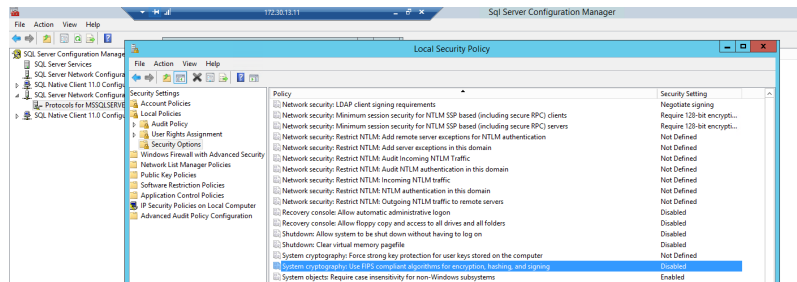 172.30.13.11
Sql Server Configuration Manager
File Action View Help
SQL Server Configuration Manage
SQL Server Services
SQL Server Network Configura
SQL Native Client 11.0 Configu
SQL Server Network Configura
Protocols for MSSQLSERVE
SQL Native Client 11.0 Configu
Local Security Policy
File Action View Help
Security Settings
Account Policies
Local Policies
Audit Policy
User Rights Assignment
Security Options
Windows Firewall with Advanced Security
Network List Manager Policies
Public Key Policies
Software Restriction Policies
Application Control Policies
IP Security Policies on Local Computer
Advanced Audit Policy Configuration
Policy Security Setting
Network security: LDAP client signing requirements Negotiate signing
Network security: Minimum session security for NTLM SSP based (including secure RPC) clients Require 128-bit encrypti...
Network security: Minimum session security for NTLM SSP based (including secure RPC) servers Require 128-bit encrypti...
Network security: Restrict NTLM: Add remote server exceptions for NTLM authentication Not Defined
Network security: Restrict NTLM: Add server exceptions in this domain Not Defined
Network security: Restrict NTLM: Audit Incoming NTLM Traffic Not Defined
Network security: Restrict NTLM: Audit NTLM authentication in this domain Not Defined
Network security: Restrict NTLM: Incoming NTLM traffic Not Defined
Network security: Restrict NTLM: NTLM authentication in this domain Not Defined
Network security: Restrict NTLM: Outgoing NTLM traffic to remote servers Not Defined
Recovery console: Allow automatic administrative logon Disabled
Recovery console: Allow floppy copy and access to all drives and all folders Disabled
Shutdown: Allow system to be shut down without having to log on Disabled
Shutdown: Clear virtual memory pagefile Disabled
System cryptography: Force strong key protection for user keys stored on the computer Not Defined
System cryptography: Use FIPS compliant algorithms for encryption, hashing, and signing Disabled
System objects: Require case insensitivity for non-Windows subsystems Enabled